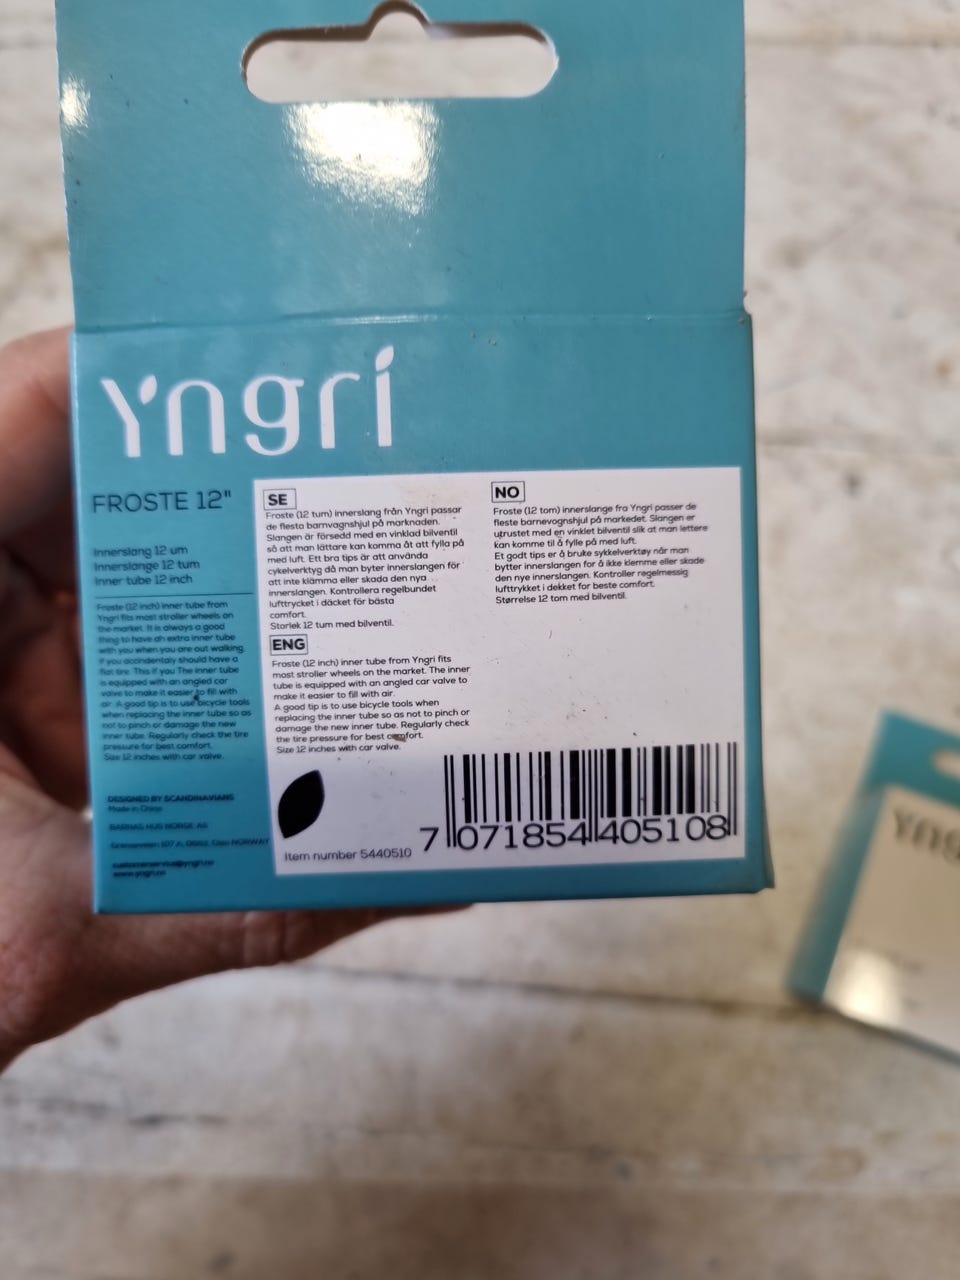 Yngri
FROSTE 12"
Innerslang 12 um
Innerslange 12 tum
Inner tube 12 inch
Froste (12 inch) inner tube from
Yngri fits most stroller wheels on
the market. It is always a good
thing to have an extra inner tube
with you when you are out walking,
if you accindentaly should have a
flat tire. This if you The inner tube
is equipped with an angled car
valve to make it easier to fill with
air. A good tip is to use bicycle tools
when replacing the inner tube so as
not to pinch or damage the new
inner tube. Regularly check the tire
pressure for best comfort.
Size 12 inches with car valve.
DESIGNED BY SCANDINAVIANS
Made in China
BARNAS HUS NORGE AS
Oslo NORWAY
customerservice@yngri.no
www.yngri.no
SE
Froste (12 tum) innerslang från Yngri passar
de flesta barnvagnshjul på marknaden.
Slangen är försedd med en vinklad bilventil
så att man lättare kan komma åt att fylla på
med luft. Ett bra tips är att använda
cykelverktyg då man byter innerslangen för
att inte klämma eller skada den nya
innerslangen. Kontrollera regelbundet
lufttrycket i däcket för bästa
comfort.
Storlek 12 tum med bilventil.
ENG
Froste (12 inch) inner tube from Yngri fits
most stroller wheels on the market. The inner
tube is equipped with an angled car valve to
make it easier to fill with air.
A good tip is to use bicycle tools when
replacing the inner tube so as not to pinch or
damage the new inner tube. Regularly check
the tire pressure for best comfort.
Size 12 inches with car valve.
NO
Froste (12 tom) innerslange fra Yngri passer de
fleste barnevognshjul på markedet. Slangen er
utrustet med en vinklet bilventil slik at man lettere
kan komme til å fylle på med luft.
Et godt tips er å bruke sykkelverktøy når man
bytter innerslangen for å ikke klemme eller skade
den nye innerslangen. Kontroller regelmessig
lufttrykket i dekket for beste comfort.
Størrelse 12 tom med bilventil.
Item number 5440510
7 071854 405108
Yng